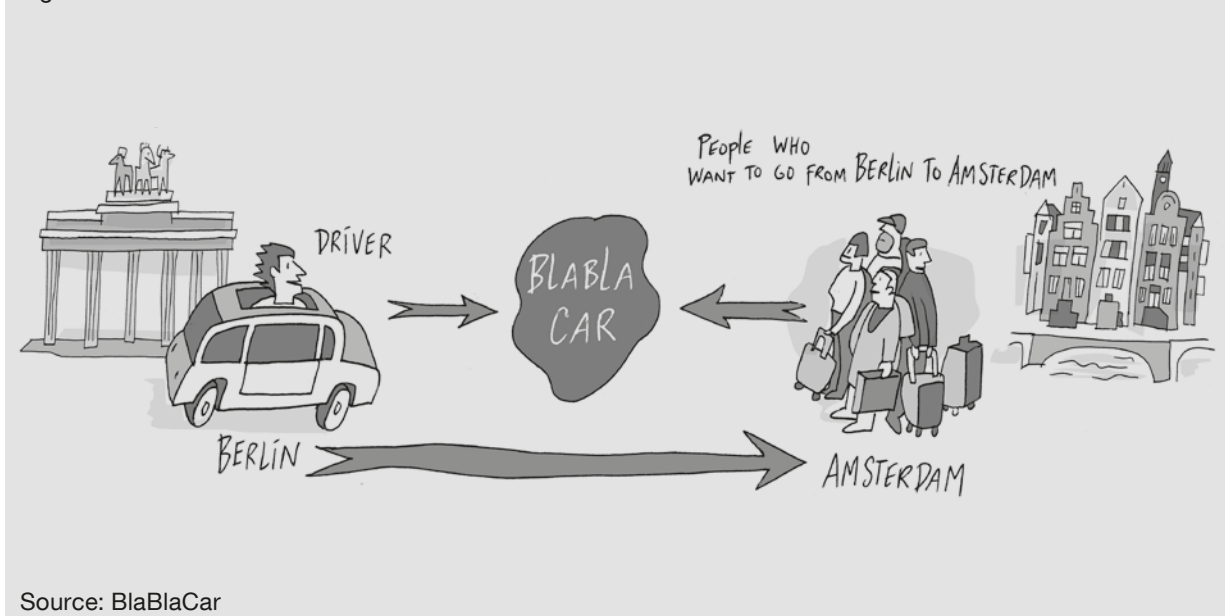 PEOPLE WHO
WANT TO GO FROM BERLIN TO AMSTERDAM
DRIVER
BLABLA
CAR
BERLIN
AMSTERDAM
Source: BlaBlaCar